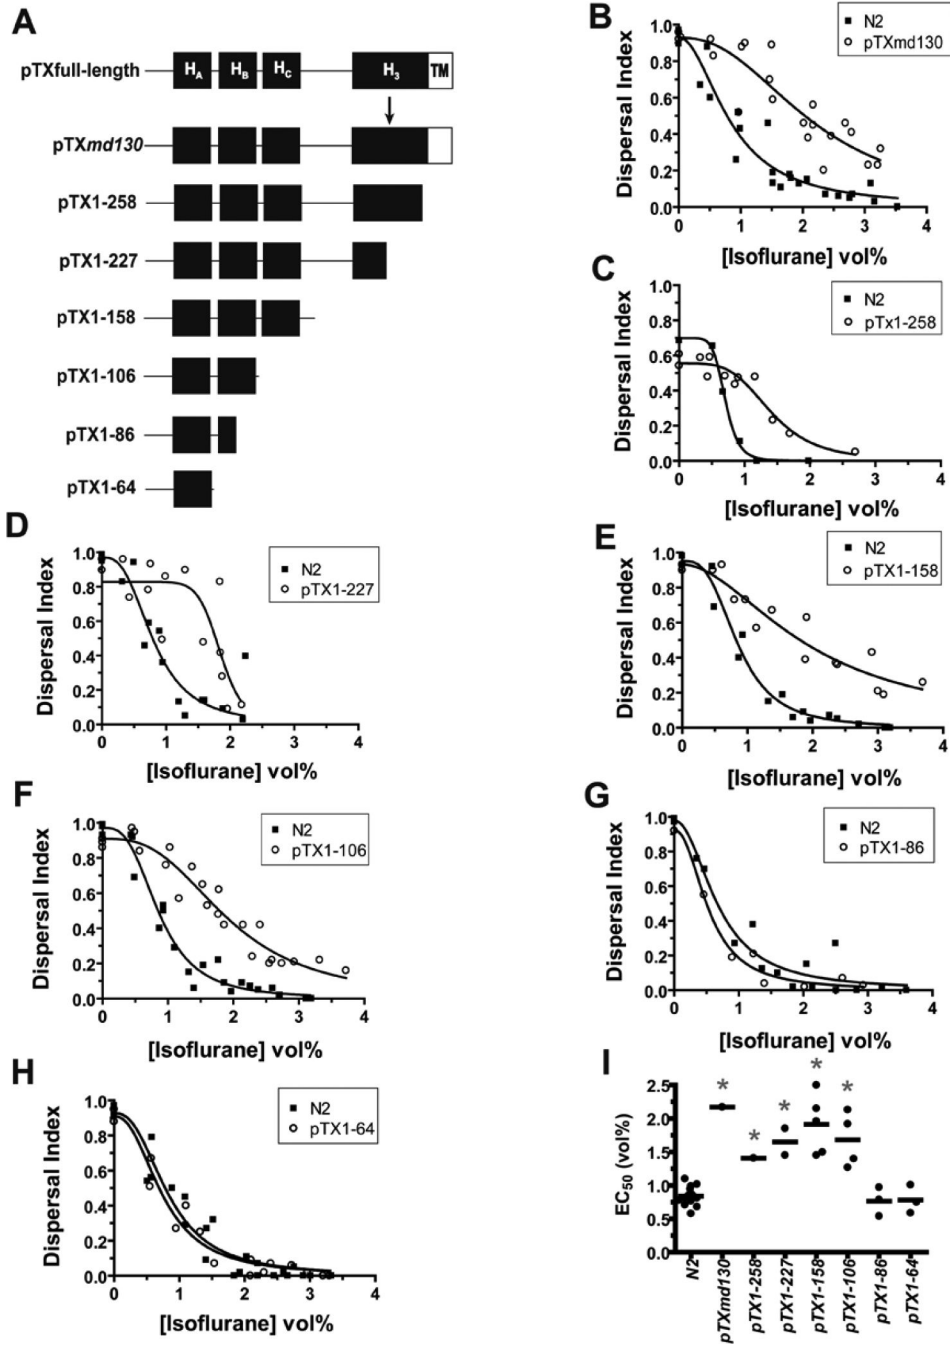 A
pTXfull-length
HA HB HC H3 TM
pTXmd130
pTX1-258
pTX1-227
pTX1-158
pTX1-106
pTX1-86
pTX1-64
B
N2
pTXmd130
Dispersal Index
1.0
0.8
0.6
0.4
0.2
0.0
0 1 2 3 4
[Isoflurane] vol%
C
N2
pTx1-258
Dispersal Index
1.0
0.8
0.6
0.4
0.2
0.0
0 1 2 3 4
[Isoflurane] vol%
D
N2
pTX1-227
Dispersal Index
1.0
0.8
0.6
0.4
0.2
0.0
0 1 2 3 4
[Isoflurane] vol%
E
N2
pTX1-158
Dispersal Index
1.0
0.8
0.6
0.4
0.2
0.0
0 1 2 3 4
[Isoflurane] vol%
F
N2
pTX1-106
Dispersal Index
1.0
0.8
0.6
0.4
0.2
0.0
0 1 2 3 4
[Isoflurane] vol%
G
N2
pTX1-86
Dispersal Index
1.0
0.8
0.6
0.4
0.2
0.0
0 1 2 3 4
[Isoflurane] vol%
H
N2
pTX1-64
Dispersal Index
1.0
0.8
0.6
0.4
0.2
0.0
0 1 2 3 4
[Isoflurane] vol%
I
EC50 (vol%)
2.5
2.0
1.5
1.0
0.5
0.0
* * * * *
N2
pTXmd130
pTX1-258
pTX1-227
pTX1-158
pTX1-106
pTX1-86
pTX1-64